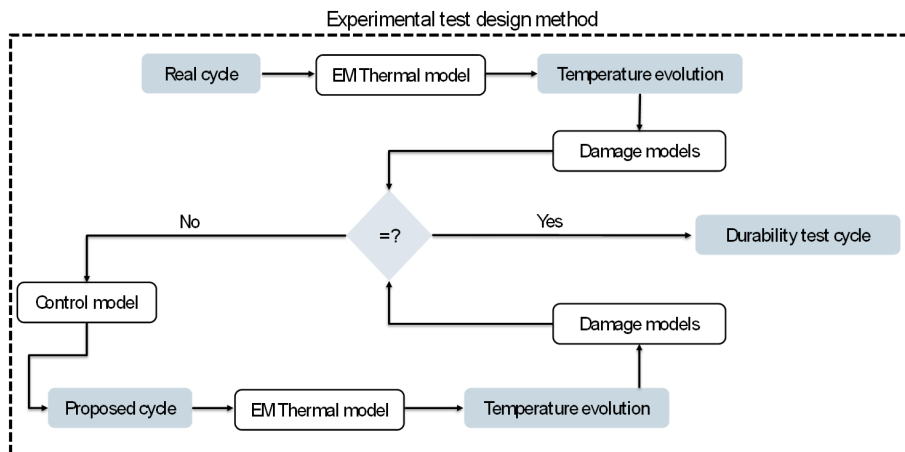 Experimental test design method
Real cycle
EM Thermal model
Temperature evolution
Damage models
No
=?
Yes
Durability test cycle
Control model
Damage models
Proposed cycle
EM Thermal model
Temperature evolution